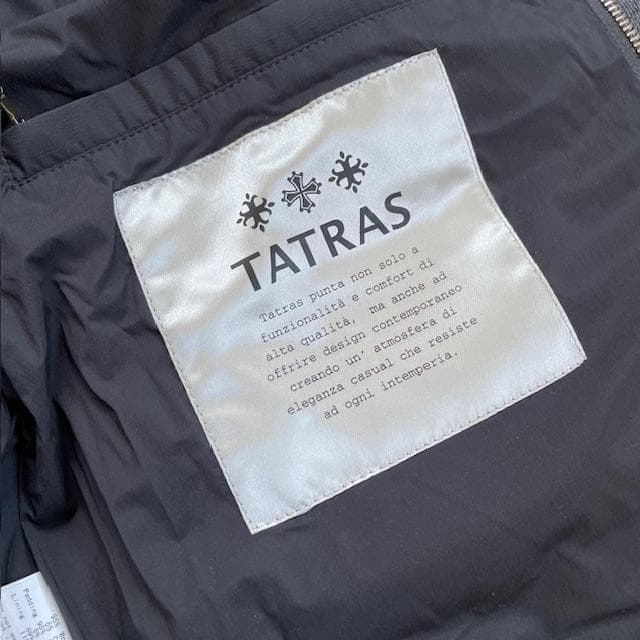 TATRAS
Tatras punta non solo a
funzionalità e comfort di
alta qualità, ma anche ad
offrire design contemporaneo
creando un' atmosfera di
eleganza casual che resiste
ad ogni intemperia.